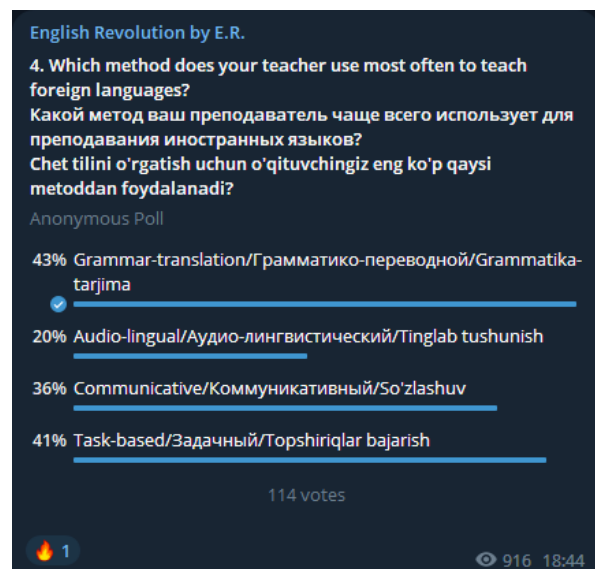 English Revolution by E.R.
4. Which method does your teacher use most often to teach
foreign languages?
Какой метод ваш преподаватель чаще всего использует для
преподавания иностранных языков?
Chet tilini o'rgatish uchun o'qituvchingiz eng ko'p qaysi
metoddan foydalanadi?
Anonymous Poll
43% Grammar-translation/Грамматико-переводной/Grammatika-
tarjima
20% Audio-lingual/Аудио-лингвистический/Tinglab tushunish
36% Communicative/Коммуникативный/So'zlashuv
41% Task-based/Задачный/Topshiriqlar bajarish
114 votes
🔥 1
916 18:44